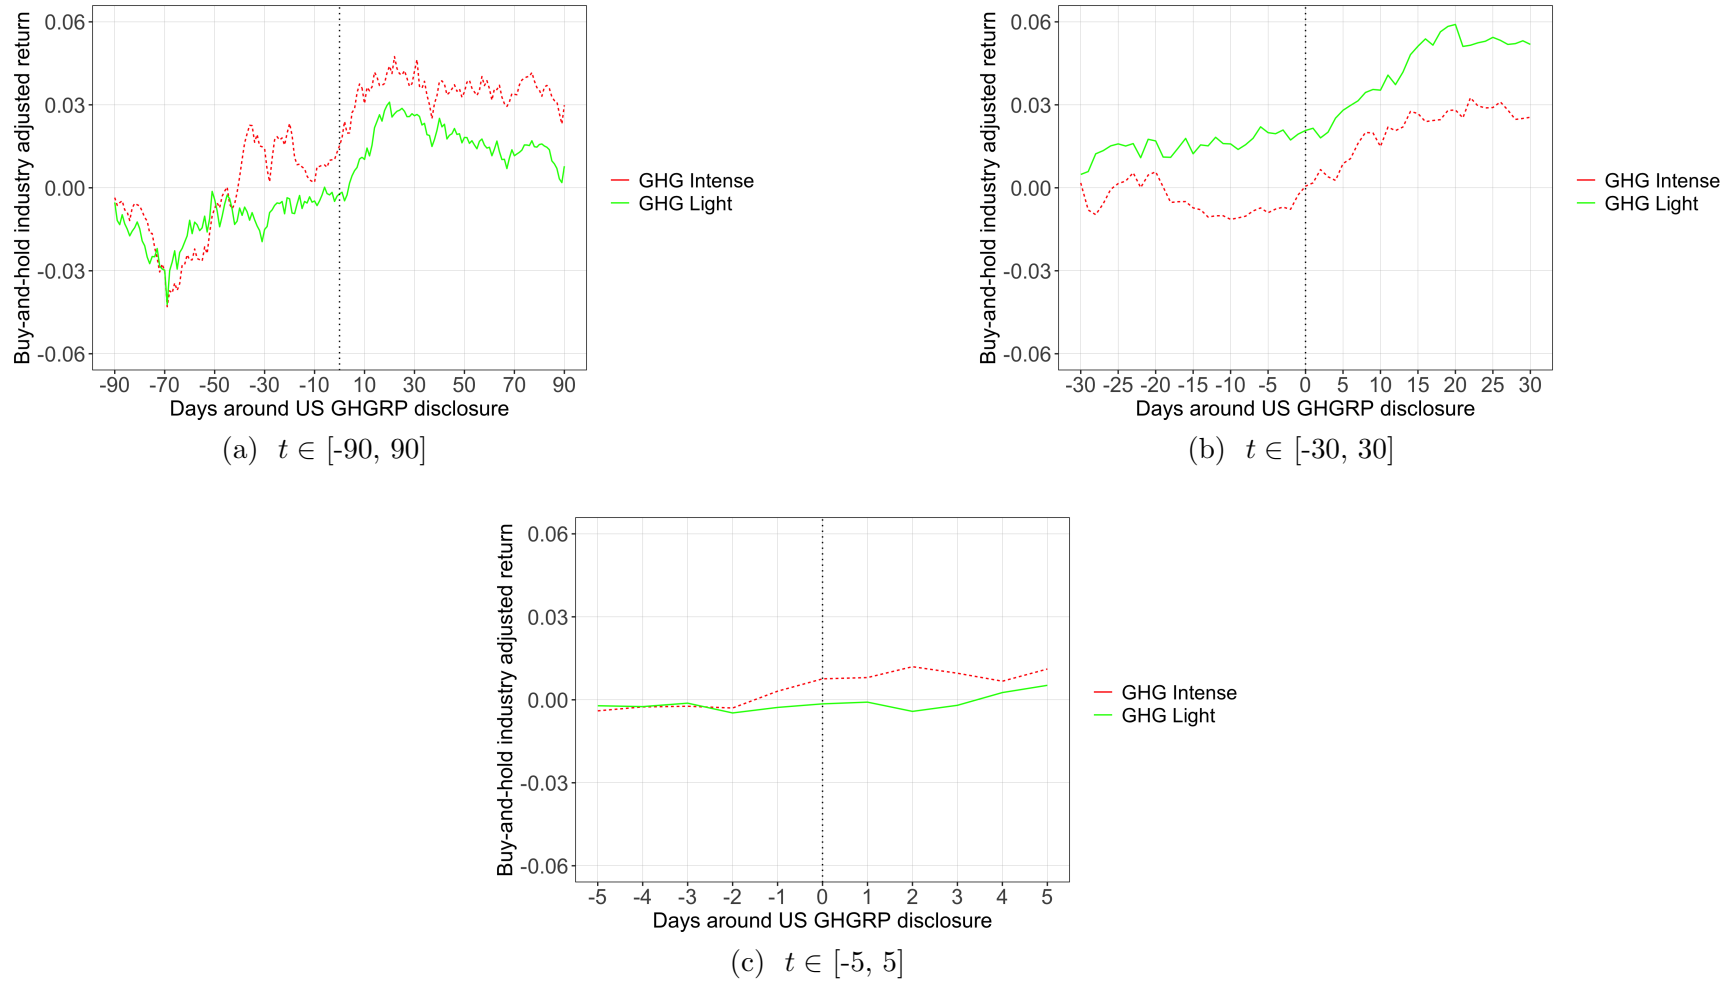 Buy-and-hold industry adjusted return
0.06
0.03
0.00
-0.03
-0.06
-90 -70 -50 -30 -10 10 30 50 70 90
Days around US GHGRP disclosure
GHG Intense
GHG Light
(a) t ∈ [-90, 90]
Buy-and-hold industry adjusted return
0.06
0.03
0.00
-0.03
-0.06
-30 -25 -20 -15 -10 -5 0 5 10 15 20 25 30
Days around US GHGRP disclosure
GHG Intense
GHG Light
(b) t ∈ [-30, 30]
Buy-and-hold industry adjusted return
0.06
0.03
0.00
-0.03
-0.06
-5 -4 -3 -2 -1 0 1 2 3 4 5
Days around US GHGRP disclosure
GHG Intense
GHG Light
(c) t ∈ [-5, 5]